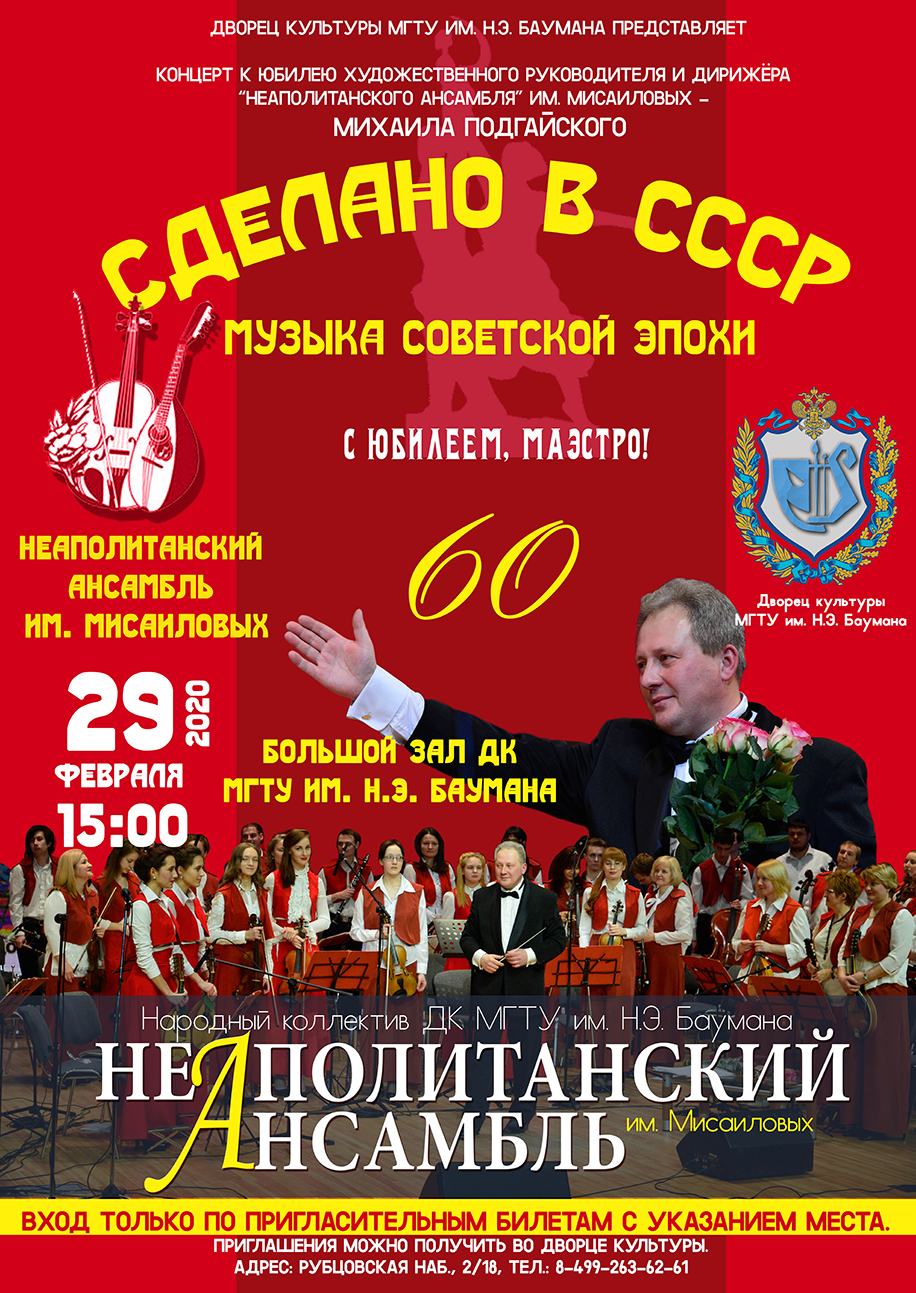 ДВОРЕЦ КУЛЬТУРЫ МГТУ ИМ. Н.Э. БАУМАНА ПРЕДСТАВЛЯЕТ
КОНЦЕРТ К ЮБИЛЕЮ ХУДОЖЕСТВЕННОГО РУКОВОДИТЕЛЯ И ДИРИЖЁРА
“НЕАПОЛИТАНСКОГО АНСАМБЛЯ” ИМ. МИСАИЛОВЫХ –
МИХАИЛА ПОДГАЙСКОГО
СДЕЛАНО В СССР
МУЗЫКА СОВЕТСКОЙ ЭПОХИ
С ЮБИЛЕЕМ, МАЭСТРО!
60
НЕАПОЛИТАНСКИЙ
АНСАМБЛЬ
ИМ. МИСАИЛОВЫХ
Дворец культуры
МГТУ им. Н.Э. Баумана
29
2020
ФЕВРАЛЯ
15:00
БОЛЬШОЙ ЗАЛ ДК
МГТУ ИМ. Н.Э. БАУМАНА
Народный коллектив ДК МГТУ им. Н.Э. Баумана
НЕАПОЛИТАНСКИЙ
АНСАМБЛЬ
им. Мисаиловых
ВХОД ТОЛЬКО ПО ПРИГЛАСИТЕЛЬНЫМ БИЛЕТАМ С УКАЗАНИЕМ МЕСТА.
ПРИГЛАШЕНИЯ МОЖНО ПОЛУЧИТЬ ВО ДВОРЦЕ КУЛЬТУРЫ.
АДРЕС: РУБЦОВСКАЯ НАБ., 2/18, ТЕЛ.: 8-499-263-62-61